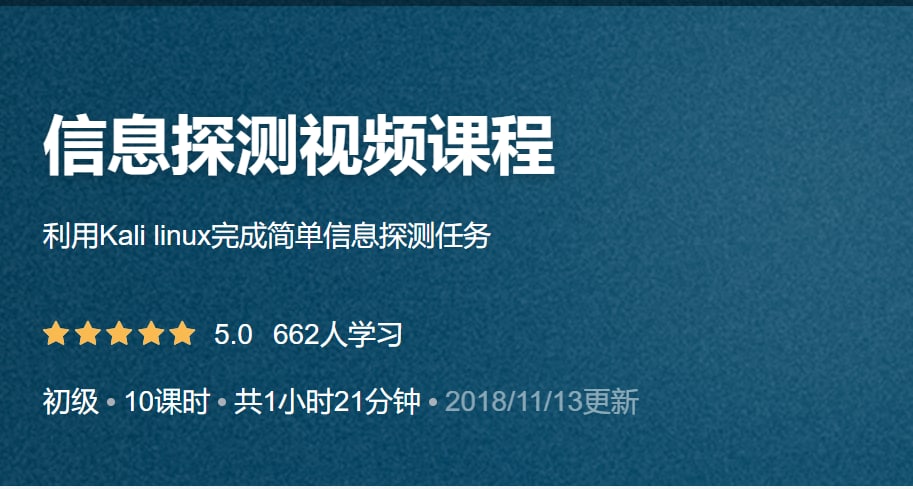 信息探测视频课程
利用Kali linux完成简单信息探测任务
5.0 662人学习
初级 • 10课时 • 共1小时21分钟 • 2018/11/13更新